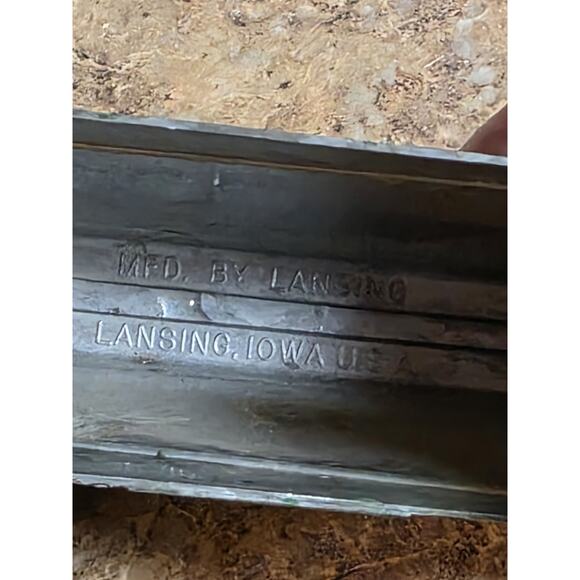 MFD. BY LANSING
LANSING, IOWA U.S.A.